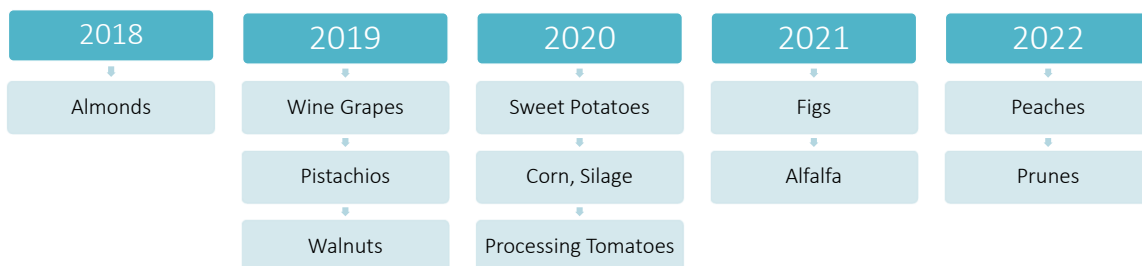 2018
Almonds
2019
Wine Grapes
Pistachios
Walnuts
2020
Sweet Potatoes
Corn, Silage
Processing Tomatoes
2021
Figs
Alfalfa
2022
Peaches
Prunes